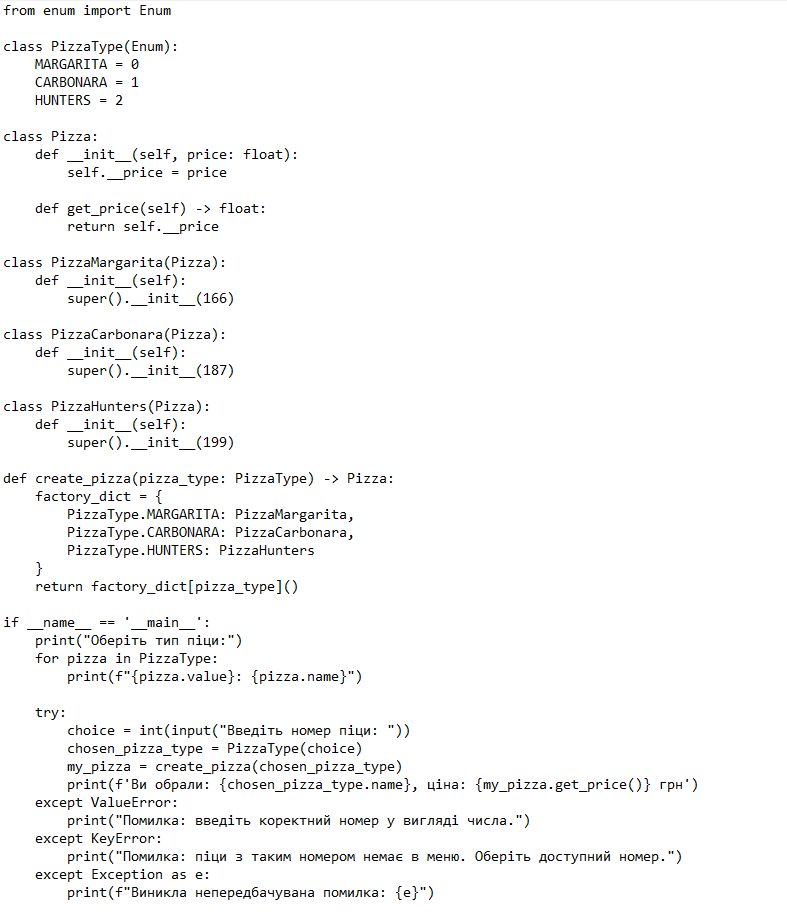 from enum import Enum

class PizzaType(Enum):
    MARGARITA = 0
    CARBONARA = 1
    HUNTERS = 2

class Pizza:
    def __init__(self, price: float):
        self.__price = price

    def get_price(self) -> float:
        return self.__price

class PizzaMargarita(Pizza):
    def __init__(self):
        super().__init__(166)

class PizzaCarbonara(Pizza):
    def __init__(self):
        super().__init__(187)

class PizzaHunters(Pizza):
    def __init__(self):
        super().__init__(199)

def create_pizza(pizza_type: PizzaType) -> Pizza:
    factory_dict = {
        PizzaType.MARGARITA: PizzaMargarita,
        PizzaType.CARBONARA: PizzaCarbonara,
        PizzaType.HUNTERS: PizzaHunters
    }
    return factory_dict[pizza_type]()

if __name__ == '__main__':
    print("Оберіть тип піци:")
    for pizza in PizzaType:
        print(f"{pizza.value}: {pizza.name}")

    try:
        choice = int(input("Введіть номер піци: "))
        chosen_pizza_type = PizzaType(choice)
        my_pizza = create_pizza(chosen_pizza_type)
        print(f'Ви обрали: {chosen_pizza_type.name}, ціна: {my_pizza.get_price()} грн')
    except ValueError:
        print("Помилка: введіть коректний номер у вигляді числа.")
    except KeyError:
        print("Помилка: піци з таким номером немає в меню. Оберіть доступний номер.")
    except Exception as e:
        print(f"Виникла непередбачувана помилка: {e}")